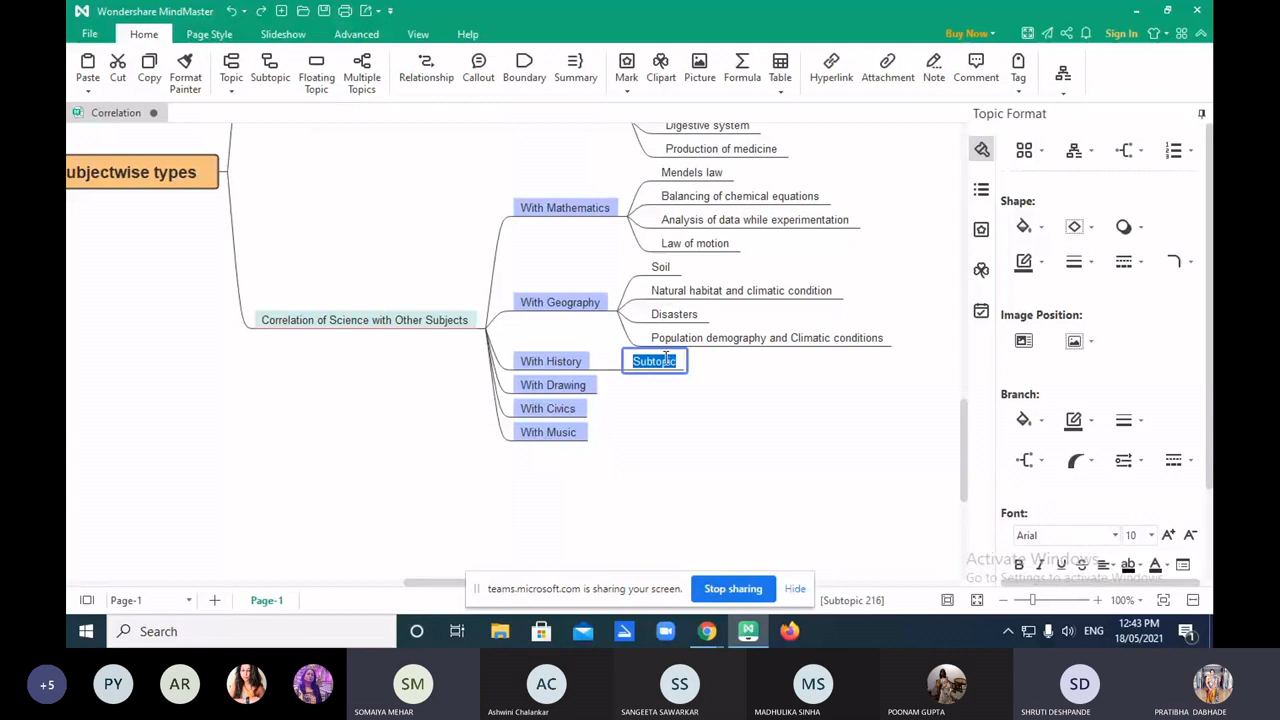 Wondershare MindMaster
File Home Page Style Slideshow Advanced View Help Buy Now Sign In
Paste Cut Copy Format Painter Topic Subtopic Floating Topic Multiple Topics Relationship Callout Boundary Summary Mark Clipart Picture Formula Table Hyperlink Attachment Note Comment Tag
Correlation
Topic Format
Digestive system
Production of medicine
ubjectwise types
Mendels law
Balancing of chemical equations
With Mathematics
Analysis of data while experimentation
Law of motion
Soil
Natural habitat and climatic condition
With Geography
Disasters
Correlation of Science with Other Subjects
Population demography and Climatic conditions
With History
Subtopic
With Drawing
With Civics
With Music
Shape:
Image Position:
Branch:
Font:
Arial 10 A+ A-
B I U S ab A
Activate Windows
Go to Settings to activate Windows.
teams.microsoft.com is sharing your screen. Stop sharing Hide
Page-1 Page-1 [Subtopic 216] 100%
Search
ENG
12:43 PM
18/05/2021
1
+5 PY AR SM AC SS MS SD
SOMAIYA MEHAR Ashwini Chalankar SANGEETA SAWARKAR MADHULIKA SINHA POONAM GUPTA SHRUTI DESHPANDE PRATIBHA DABHADE